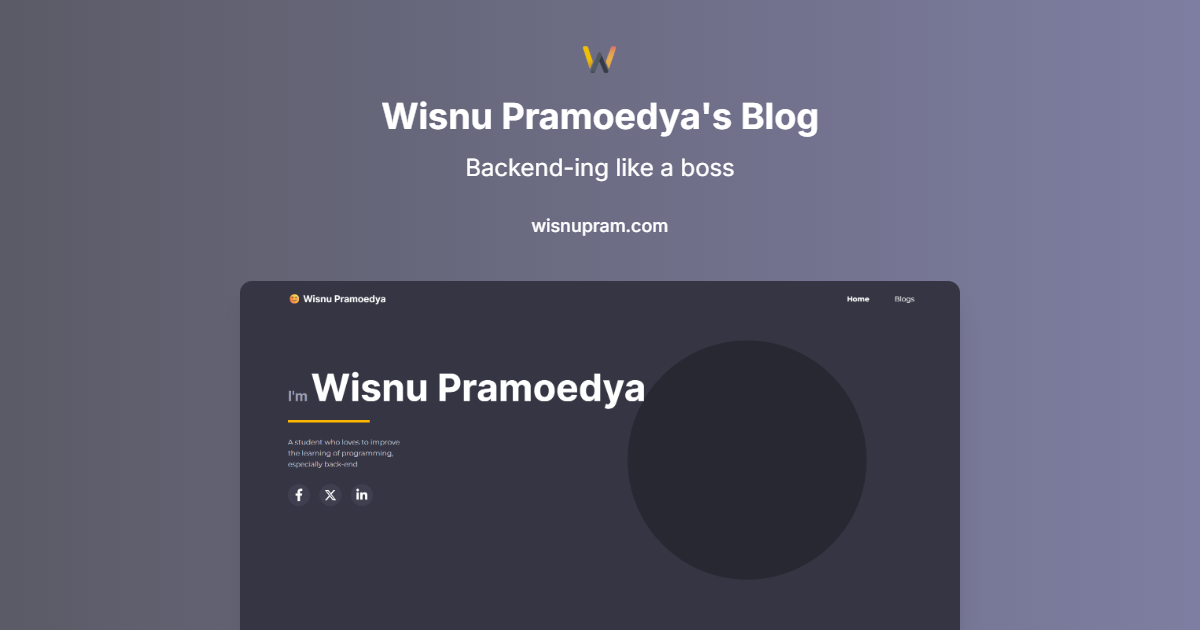 W
Wisnu Pramoedya's Blog
Backend-ing like a boss
wisnupram.com
Wisnu Pramoedya
Home Blogs
I'm Wisnu Pramoedya
A student who loves to improve
the learning of programming,
especially back-end